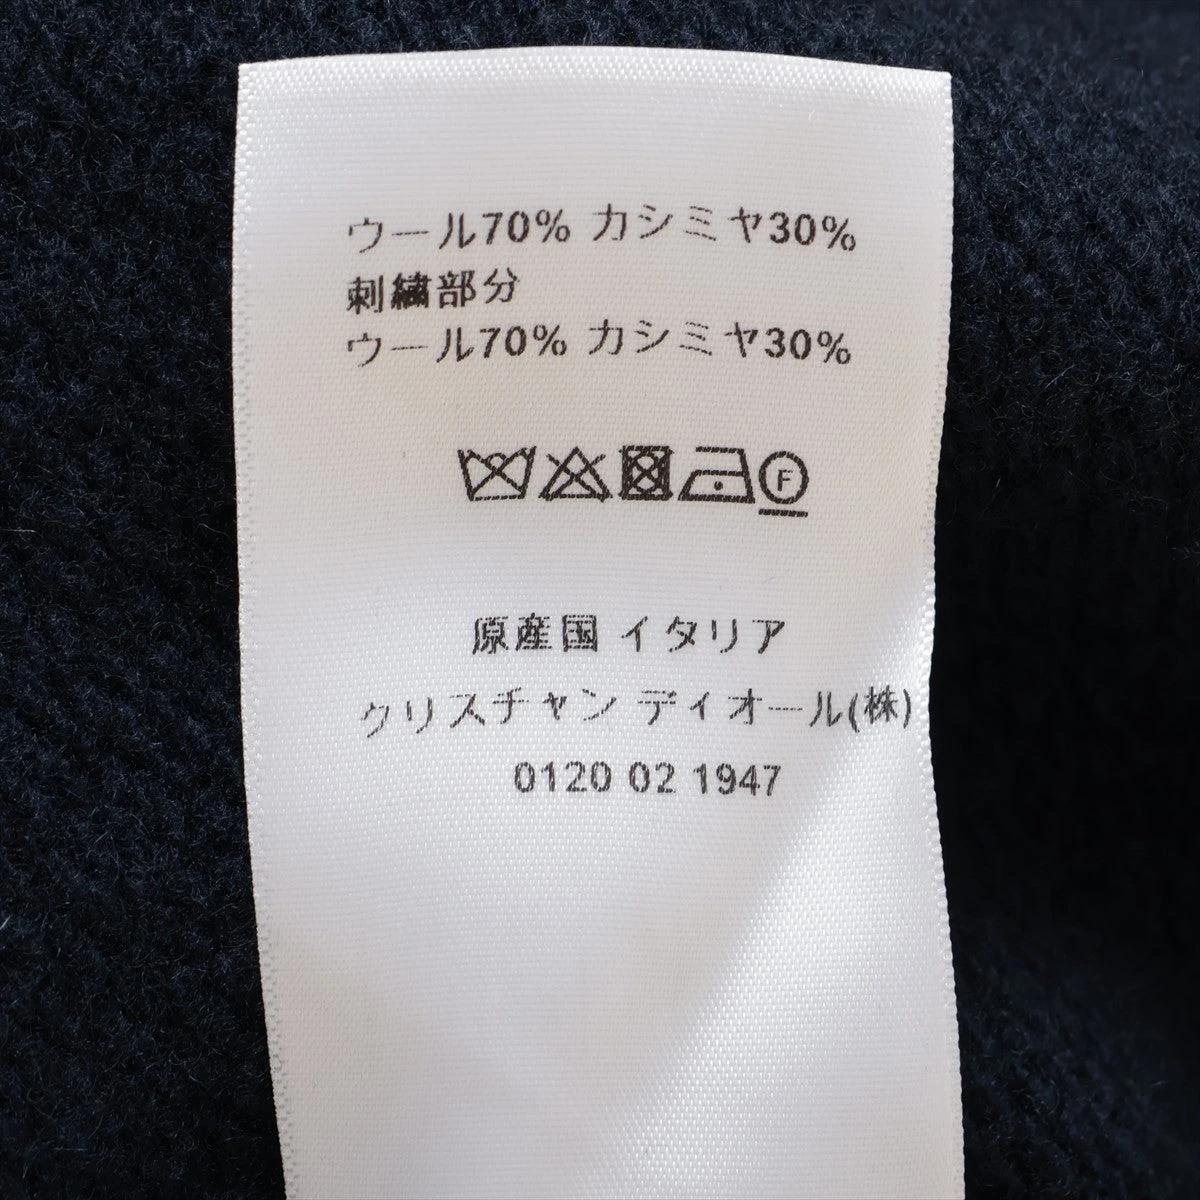 ウール70% カシミヤ30%
刺繍部分
ウール70% カシミヤ30%
F
原産国 イタリア
クリスチャン ディオール(株)
0120 02 1947